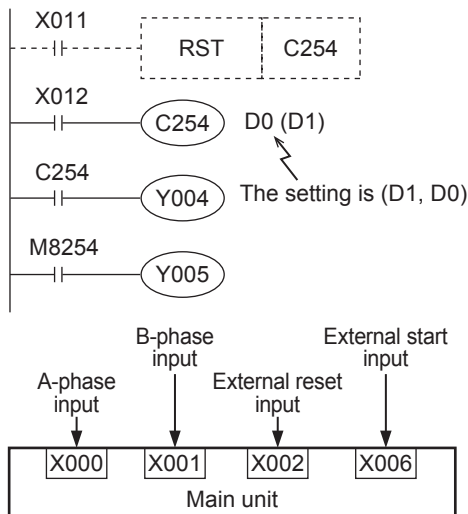 X011
RST C254
X012
C254 D0 (D1)
The setting is (D1, D0)
C254
Y004
M8254
Y005
B-phase
input
External start
input
A-phase
input
External reset
input
X000 X001 X002 X006
Main unit